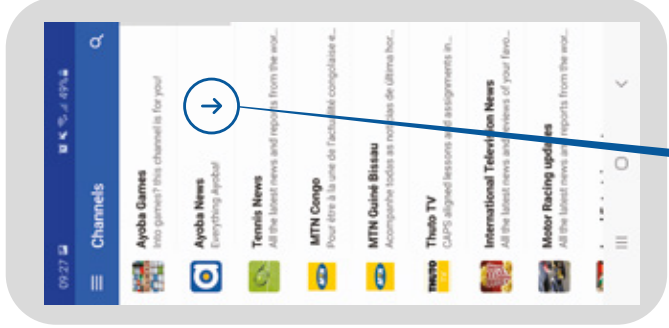 09:27
49%
Channels
Ayoba Games
Into games? this channel is for you!
Ayoba News
Everything Ayoba!
Tennis News
All the latest news and reports from the wor...
MTN Congo
Pour être à la une de l'actualité congolaise e...
MTN Guiné Bissau
Acompanhe todas as notícias de última hor...
Thuto TV
CAPS aligned lessons and assignments in...
International Television News
All the latest news and reviews of your favo...
Motor Racing updates
All the latest news and reports from the wor...